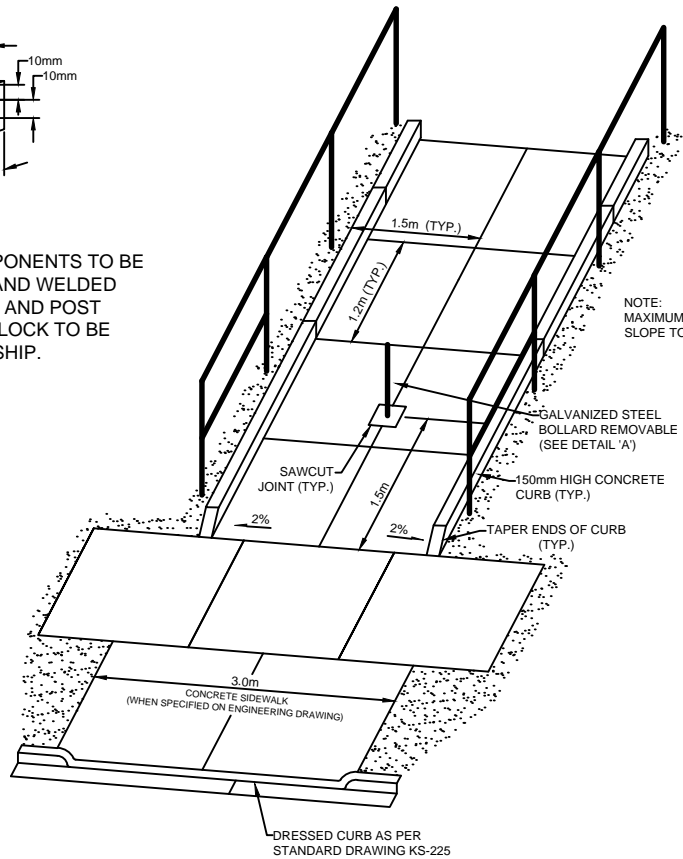 10mm
10mm
PONENTS TO BE
AND WELDED
AND POST
LOCK TO BE
SHIP.
1.5m (TYP.)
1.2m (TYP.)
NOTE:
MAXIMUM
SLOPE TO
GALVANIZED STEEL
BOLLARD REMOVABLE
(SEE DETAIL 'A')
SAWCUT
JOINT (TYP.)
1.5m
150mm HIGH CONCRETE
CURB (TYP.)
2%
2%
TAPER ENDS OF CURB
(TYP.)
3.0m
CONCRETE SIDEWALK
(WHEN SPECIFIED ON ENGINEERING DRAWING)
DRESSED CURB AS PER
STANDARD DRAWING KS-225